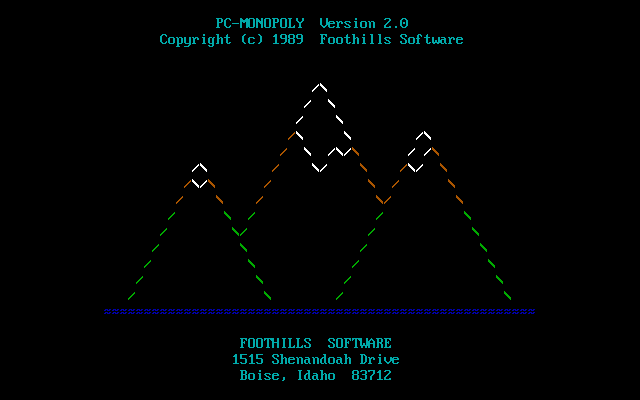 PC-MONOPOLY  Version 2.0
Copyright (c) 1989  Foothills Software
FOOTHILLS  SOFTWARE
1515 Shenandoah Drive
Boise, Idaho  83712